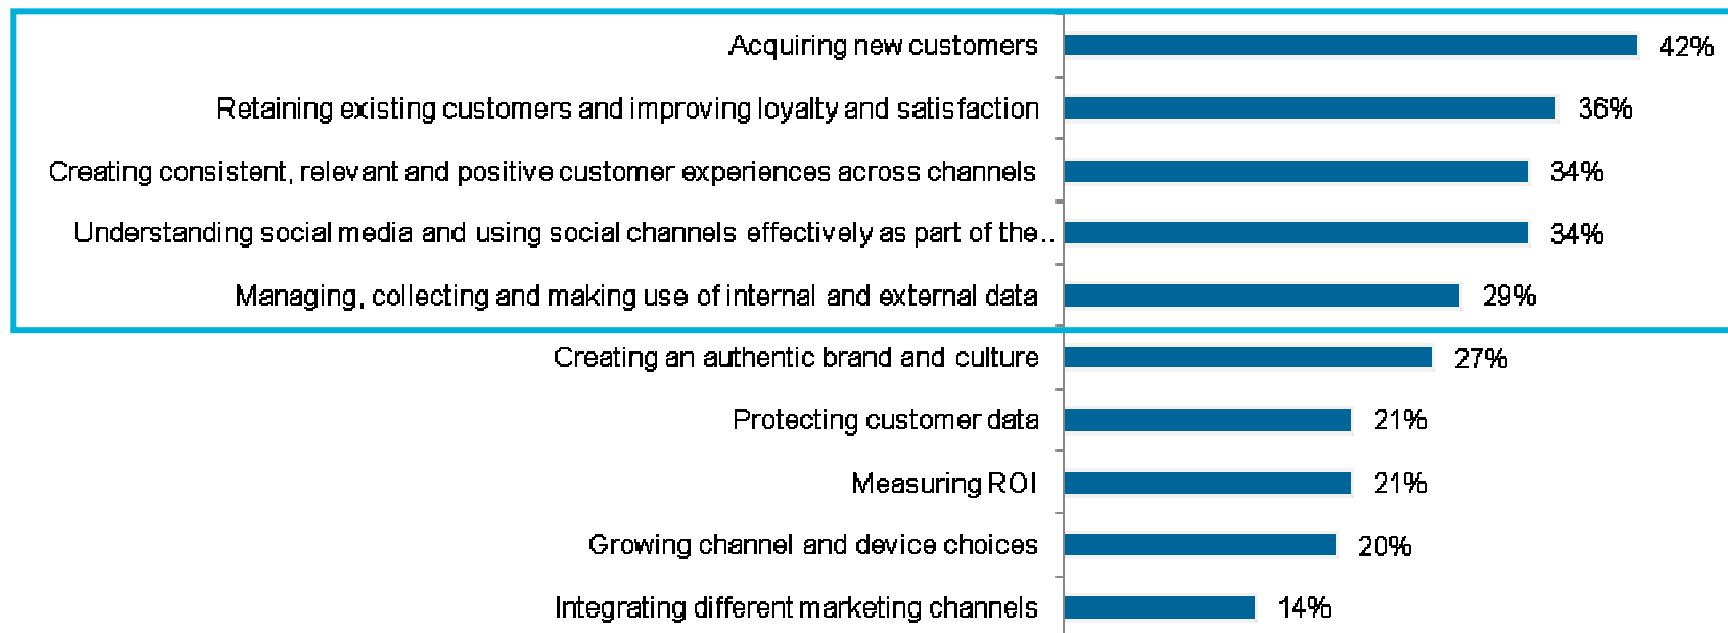 Acquiring new customers 42%
Retaining existing customers and improving loyalty and satisfaction 36%
Creating consistent, relevant and positive customer experiences across channels 34%
Understanding social media and using social channels effectively as part of the.. 34%
Managing, collecting and making use of internal and external data 29%
Creating an authentic brand and culture 27%
Protecting customer data 21%
Measuring ROI 21%
Growing channel and device choices 20%
Integrating different marketing channels 14%